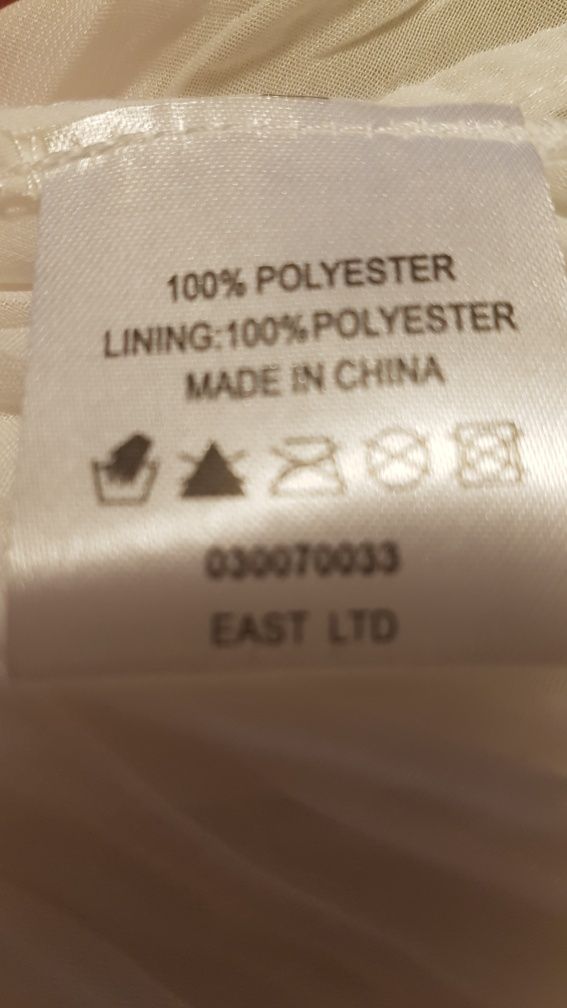 100% POLYESTER
LINING:100% POLYESTER
MADE IN CHINA
030070033
EAST LTD